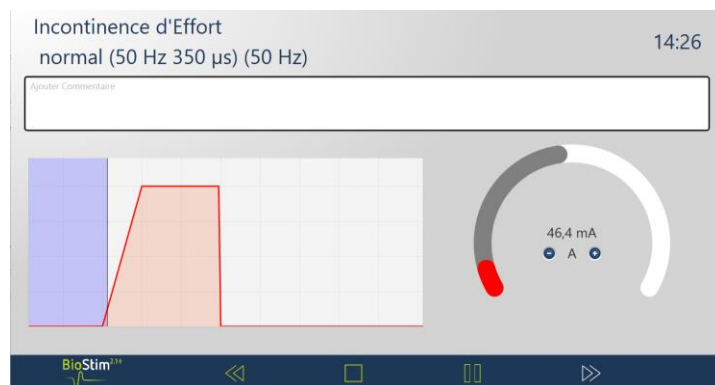 Incontinence d'Effort
normal (50 Hz 350 µs) (50 Hz)
14:26
Ajouter Commentaire
46,4 mA
A
BioStim